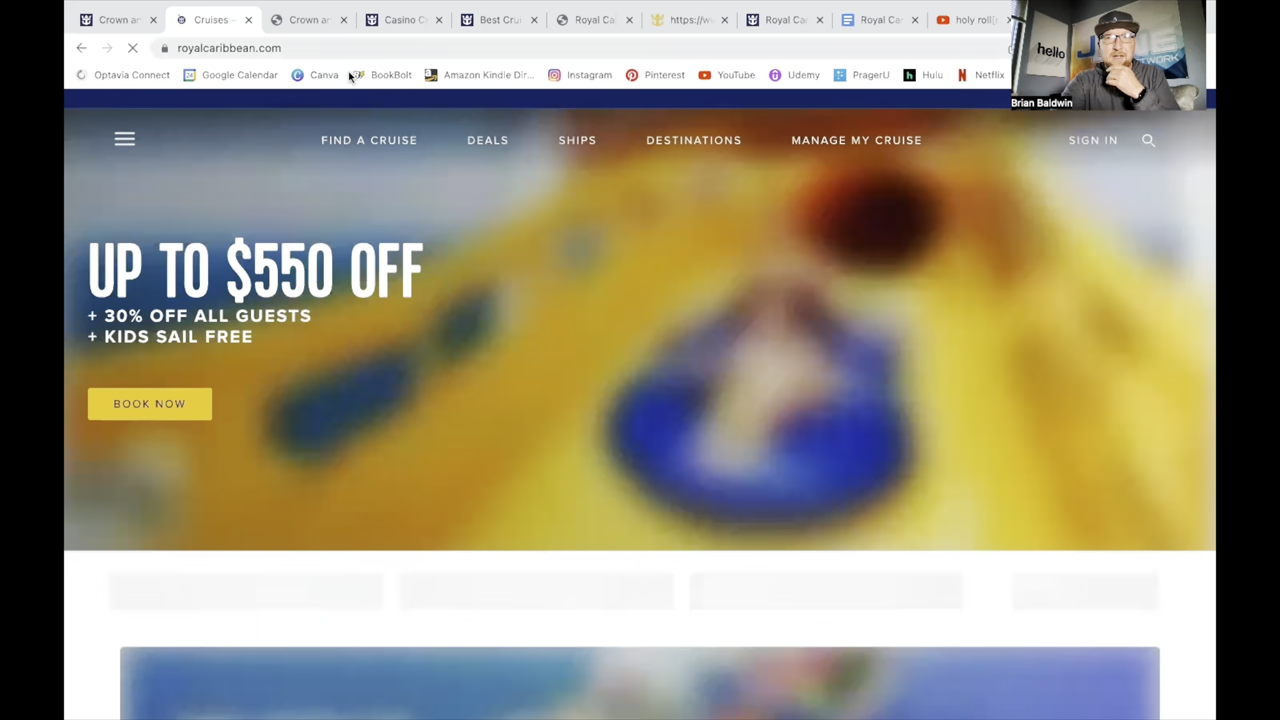 Crown an
Cruises -
Crown an
Casino C
Best Cru
Royal Ca
https://w
Royal Ca
Royal Ca
holy roll
royalcaribbean.com
Optavia Connect
Google Calendar
Canva
BookBolt
Amazon Kindle Dir...
Instagram
Pinterest
YouTube
Udemy
PragerU
Hulu
Netflix
hello
Brian Baldwin
FIND A CRUISE
DEALS
SHIPS
DESTINATIONS
MANAGE MY CRUISE
SIGN IN
UP TO $550 OFF
+ 30% OFF ALL GUESTS
+ KIDS SAIL FREE
BOOK NOW